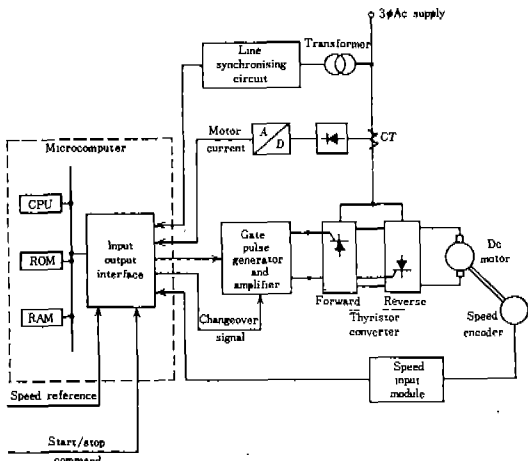 3ϕAc supply
Transformer
Line
synchronising
circuit
Motor
current
A
D
CT
Microcomputer
CPU
ROM
RAM
Input
output
interface
Gate
pulse
generator
and
amplifier
Changeover
signal
Forward
Reverse
Thyristor
converter
Dc
motor
Speed
encoder
Speed
input
module
Speed reference
Start/stop
command